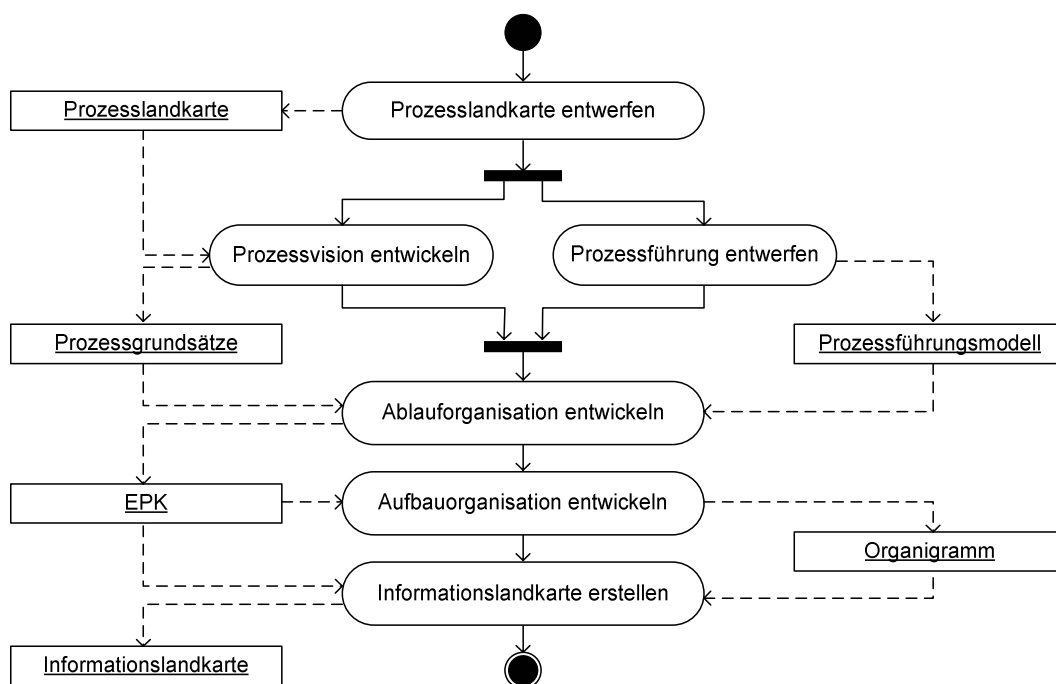 Prozesslandkarte
Prozesslandkarte entwerfen
Prozessvision entwickeln
Prozessführung entwerfen
Prozessgrundsätze
Prozessführungsmodell
Ablauforganisation entwickeln
EPK
Aufbauorganisation entwickeln
Organigramm
Informationslandkarte erstellen
Informationslandkarte